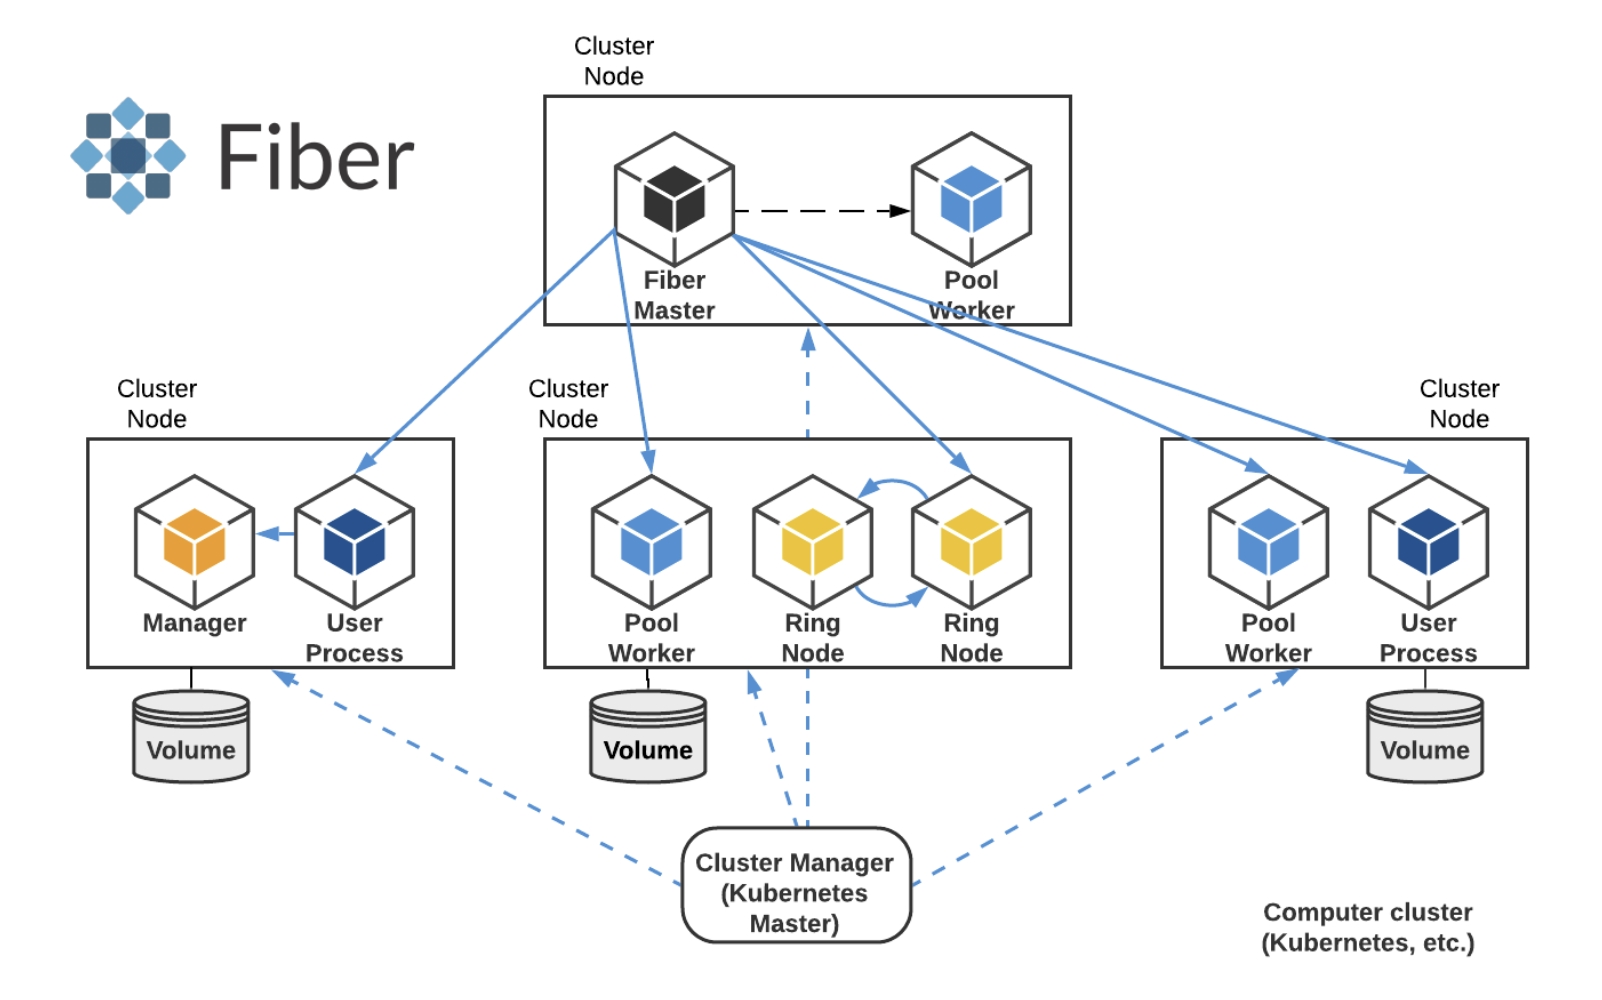 Cluster
Node
Fiber
Fiber
Master
Pool
Worker
Cluster
Node
Cluster
Node
Cluster
Node
Manager
User
Process
Pool
Worker
Ring
Node
Ring
Node
Pool
Worker
User
Process
Volume
Volume
Volume
Cluster Manager
(Kubernetes
Master)
Computer cluster
(Kubernetes, etc.)